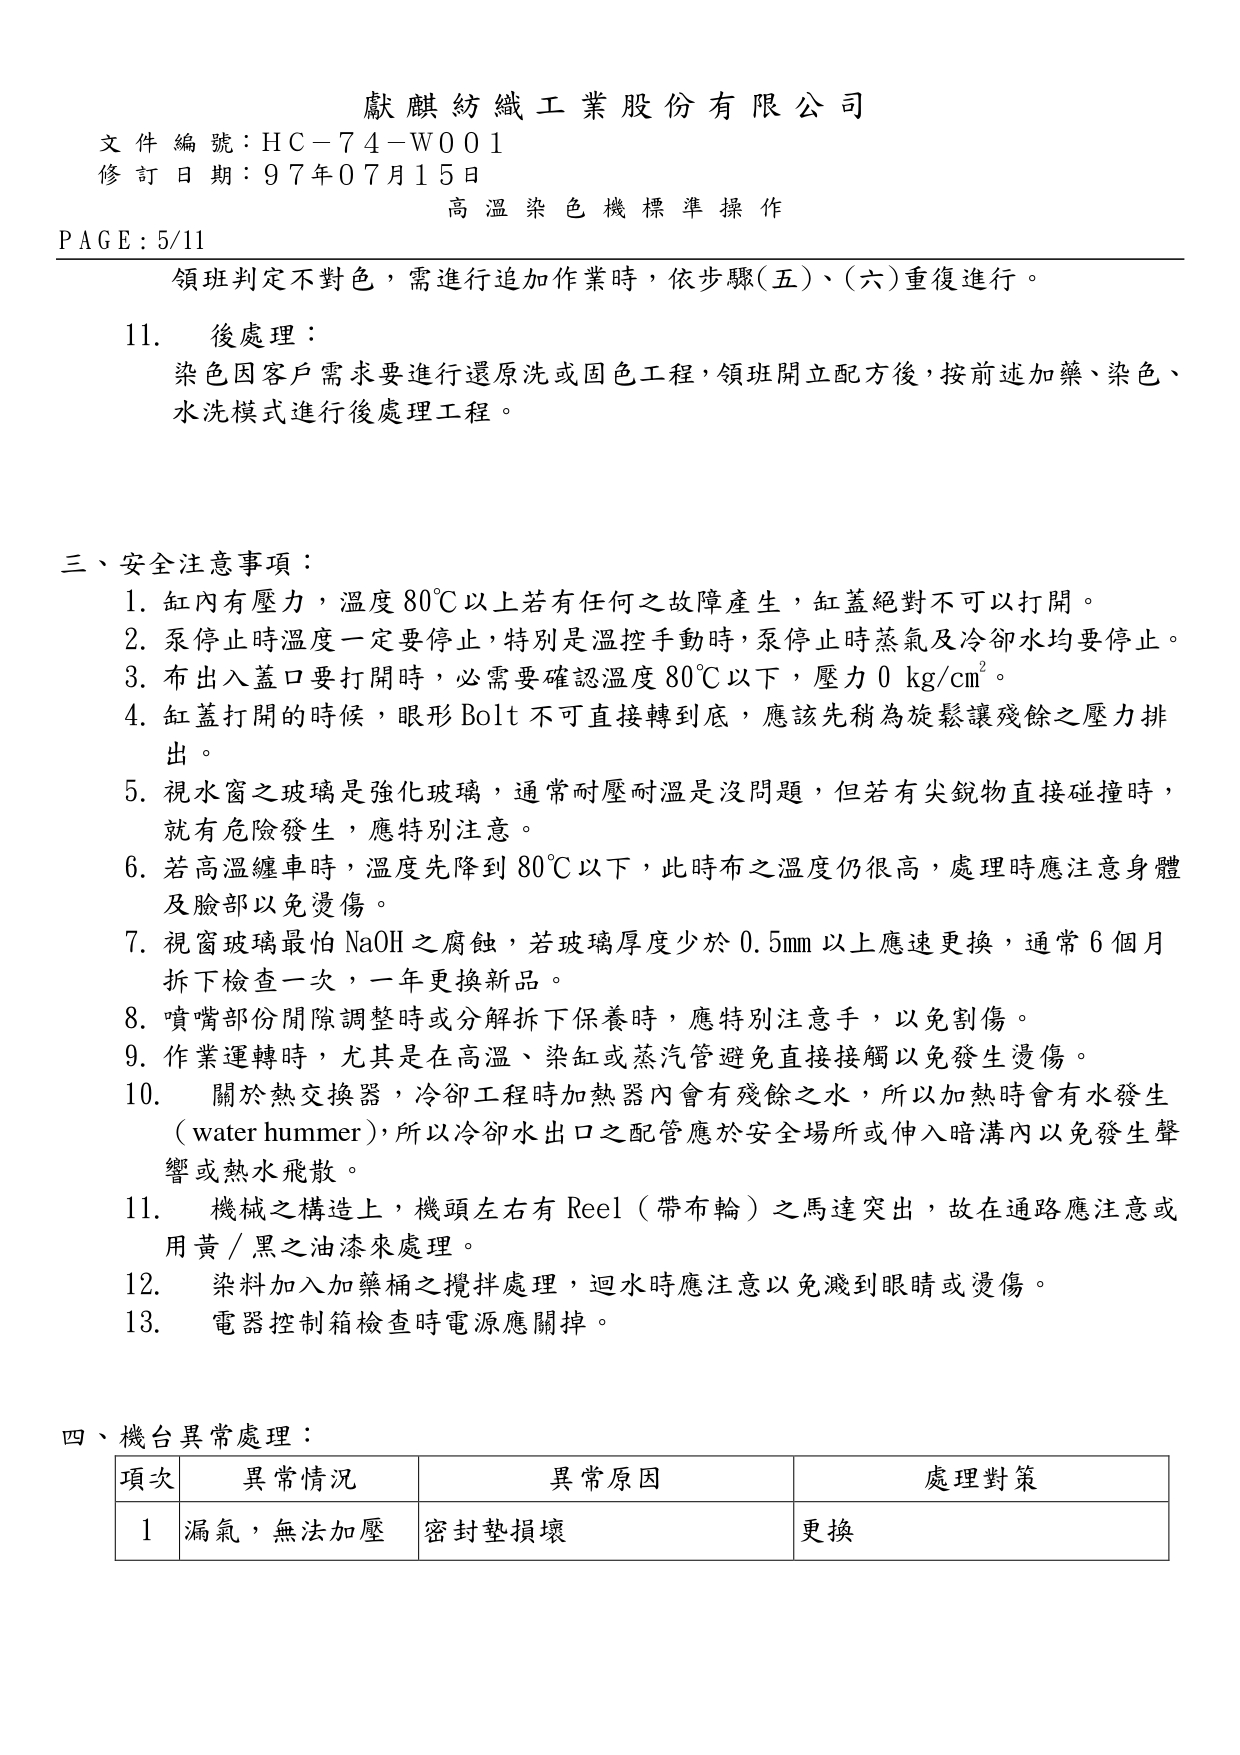 獻麒紡織工業股份有限公司
文件編號：ＨＣ－７４－Ｗ００１
修訂日期：９７年０７月１５日
高溫染色機標準操作
PAGE: 5/11
領班判定不對色，需進行追加作業時，依步驟(五)、(六)重復進行。
11. 後處理：
染色因客戶需求要進行還原洗或固色工程，領班開立配方後，按前述加藥、染色、
水洗模式進行後處理工程。
三、安全注意事項：
1. 缸內有壓力，溫度 80℃以上若有任何之故障產生，缸蓋絕對不可以打開。
2. 泵停止時溫度一定要停止，特別是溫控手動時，泵停止時蒸氣及冷卻水均要停止。
3. 布出入蓋口要打開時，必需要確認溫度 80℃以下，壓力 0 kg/cm²。
4. 缸蓋打開的時候，眼形 Bolt 不可直接轉到底，應該先稍為旋鬆讓殘餘之壓力排
出。
5. 視水窗之玻璃是強化玻璃，通常耐壓耐溫是沒問題，但若有尖銳物直接碰撞時，
就有危險發生，應特別注意。
6. 若高溫纏車時，溫度先降到 80℃以下，此時布之溫度仍很高，處理時應注意身體
及臉部以免燙傷。
7. 視窗玻璃最怕 NaOH 之腐蝕，若玻璃厚度少於 0.5mm 以上應速更換，通常 6 個月
拆下檢查一次，一年更換新品。
8. 噴嘴部份間隙調整時或分解拆下保養時，應特別注意手，以免割傷。
9. 作業運轉時，尤其是在高溫、染缸或蒸汽管避免直接接觸以免發生燙傷。
10. 關於熱交換器，冷卻工程時加熱器內會有殘餘之水，所以加熱時會有水發生
（water hummer），所以冷卻水出口之配管應於安全場所或伸入暗溝內以免發生聲
響或熱水飛散。
11. 機械之構造上，機頭左右有 Reel（帶布輪）之馬達突出，故在通路應注意或
用黃／黑之油漆來處理。
12. 染料加入加藥桶之攪拌處理，迴水時應注意以免濺到眼睛或燙傷。
13. 電器控制箱檢查時電源應關掉。
四、機台異常處理：
項次 異常情況 異常原因 處理對策
1 漏氣，無法加壓 密封墊損壞 更換